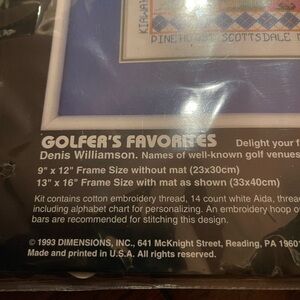 KIAWA
PINEHURST SCOTTSDALE
GOLFER'S FAVORITES
Delight your f
Denis Williamson. Names of well-known golf venues
9" x 12" Frame Size without mat (23x30cm)
13" x 16" Frame Size with mat as shown (33x40cm)
Kit contains cotton embroidery thread, 14 count white Aida, thread
including alphabet chart for personalizing. An embroidery hoop o
bars are recommended for stitching this design.
© 1993 DIMENSIONS, INC., 641 McKnight Street, Reading, PA 1960
Made and printed in U.S.A. All rights reserved.